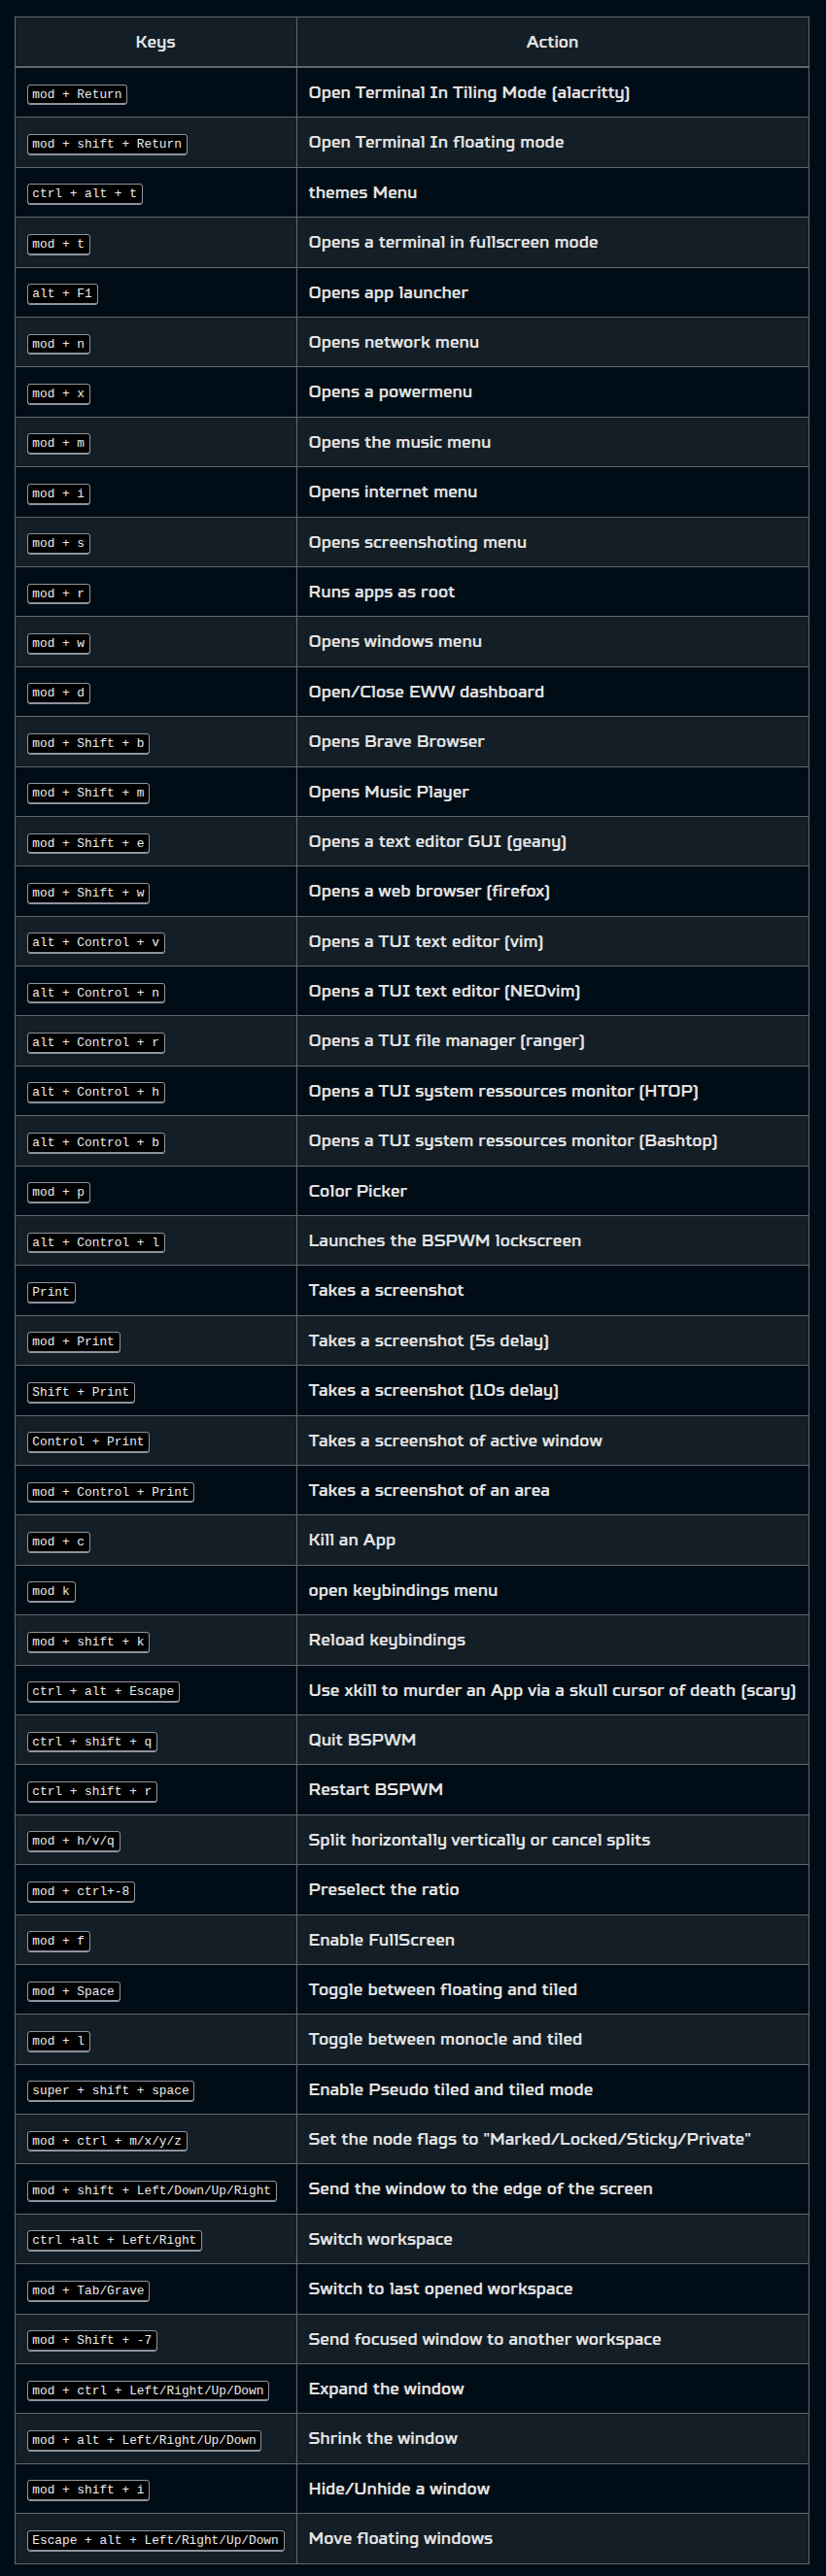 Keys Action
mod + Return Open Terminal In Tiling Mode (alacritty)
mod + shift + Return Open Terminal In floating mode
ctrl + alt + t themes Menu
mod + t Opens a terminal in fullscreen mode
alt + F1 Opens app launcher
mod + n Opens network menu
mod + x Opens a powermenu
mod + m Opens the music menu
mod + i Opens internet menu
mod + s Opens screenshoting menu
mod + r Runs apps as root
mod + w Opens windows menu
mod + d Open/Close EWW dashboard
mod + Shift + b Opens Brave Browser
mod + Shift + m Opens Music Player
mod + Shift + e Opens a text editor GUI (geany)
mod + Shift + w Opens a web browser (firefox)
alt + Control + v Opens a TUI text editor (vim)
alt + Control + n Opens a TUI text editor (NEOvim)
alt + Control + r Opens a TUI file manager (ranger)
alt + Control + h Opens a TUI system ressources monitor (HTOP)
alt + Control + b Opens a TUI system ressources monitor (Bashtop)
mod + p Color Picker
alt + Control + l Launches the BSPWM lockscreen
Print Takes a screenshot
mod + Print Takes a screenshot (5s delay)
Shift + Print Takes a screenshot (10s delay)
Control + Print Takes a screenshot of active window
mod + Control + Print Takes a screenshot of an area
mod + c Kill an App
mod k open keybindings menu
mod + shift + k Reload keybindings
ctrl + alt + Escape Use xkill to murder an App via a skull cursor of death (scary)
ctrl + shift + q Quit BSPWM
ctrl + shift + r Restart BSPWM
mod + h/v/q Split horizontally vertically or cancel splits
mod + ctrl+-8 Preselect the ratio
mod + f Enable FullScreen
mod + Space Toggle between floating and tiled
mod + l Toggle between monocle and tiled
super + shift + space Enable Pseudo tiled and tiled mode
mod + ctrl + m/x/y/z Set the node flags to "Marked/Locked/Sticky/Private"
mod + shift + Left/Down/Up/Right Send the window to the edge of the screen
ctrl +alt + Left/Right Switch workspace
mod + Tab/Grave Switch to last opened workspace
mod + Shift + -7 Send focused window to another workspace
mod + ctrl + Left/Right/Up/Down Expand the window
mod + alt + Left/Right/Up/Down Shrink the window
mod + shift + i Hide/Unhide a window
Escape + alt + Left/Right/Up/Down Move floating windows